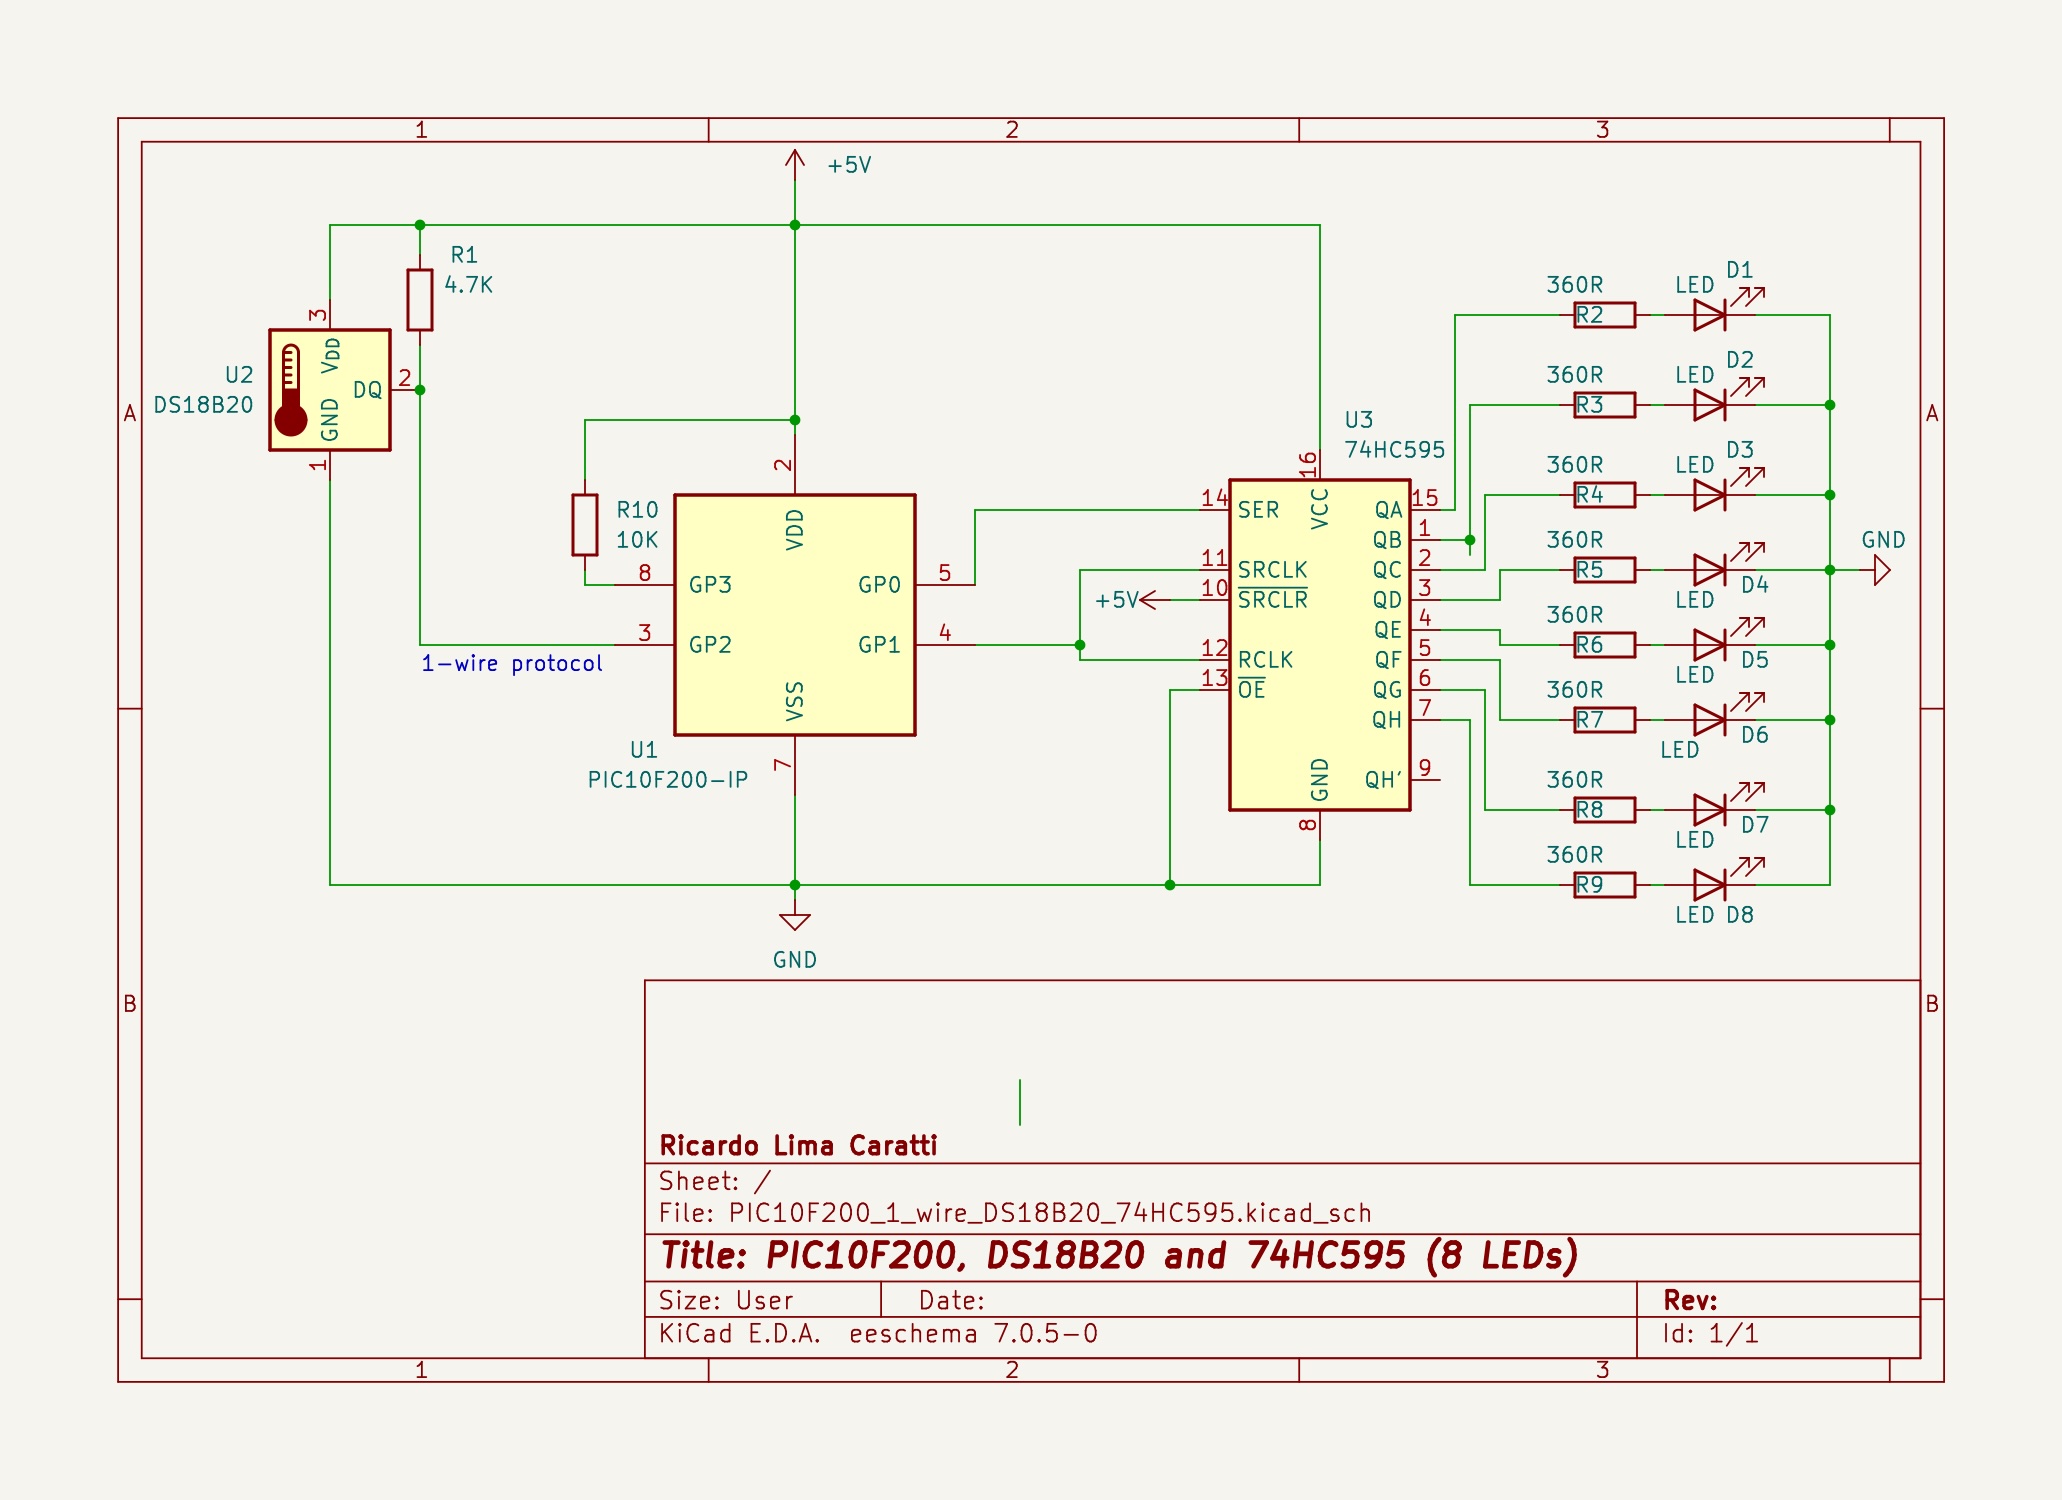 1 2 3
+5V
R1
4.7K
3
VDD
U2
DS18B20
DQ
2
GND
1
A
A
R10
10K
2
VDD
8
GP3
GP0
5
3
GP2
GP1
4
1-wire protocol
VSS
7
U1
PIC10F200-IP
GND
U3
74HC595
16
VCC
14 SER
11 SRCLK
+5V
10 SRCLR
12 RCLK
13 OE
QA 15
QB 1
QC 2
QD 3
QE 4
QF 5
QG 6
QH 7
QH' 9
GND
8
360R LED D1
R2
360R LED D2
R3
360R LED D3
R4
360R
R5
LED D4
360R
R6
LED D5
360R
R7
LED D6
360R
R8
LED D7
360R
R9
LED D8
GND
B
B
Ricardo Lima Caratti
Sheet: /
File: PIC10F200_1_wire_DS18B20_74HC595.kicad_sch
Title: PIC10F200, DS18B20 and 74HC595 (8 LEDs)
Size: User Date: Rev:
KiCad E.D.A. eeschema 7.0.5-0 Id: 1/1
1 2 3